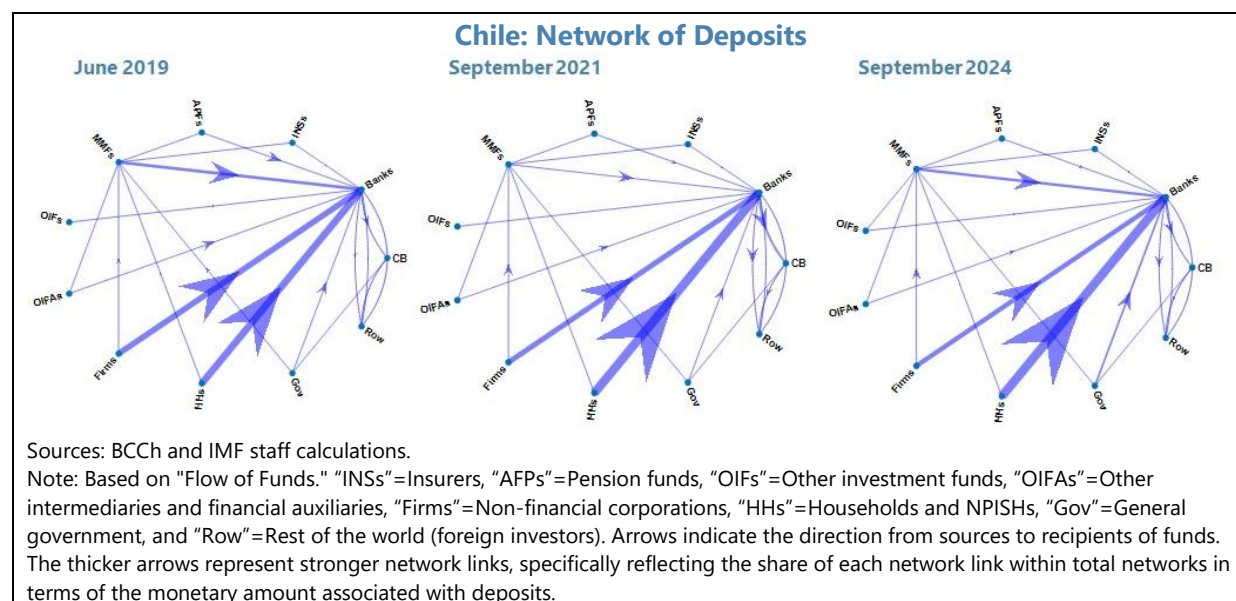 Chile: Network of Deposits
June 2019
September 2021
September 2024
APFs
INSs
MMFs
Banks
OIFs
CB
OIFAs
Row
Firms
Gov
HHs
APFs
INSs
MMFs
Banks
OIFs
CB
OIFAs
Row
Firms
Gov
HHs
APFs
INSs
MMFs
Banks
OIFs
CB
OIFAs
Row
Firms
Gov
HHs
Sources: BCCh and IMF staff calculations.
Note: Based on "Flow of Funds." “INSs”=Insurers, “AFPs”=Pension funds, “OIFs”=Other investment funds, “OIFAs”=Other
intermediaries and financial auxiliaries, “Firms”=Non-financial corporations, “HHs”=Households and NPISHs, “Gov”=General
government, and “Row”=Rest of the world (foreign investors). Arrows indicate the direction from sources to recipients of funds.
The thicker arrows represent stronger network links, specifically reflecting the share of each network link within total networks in
terms of the monetary amount associated with deposits.